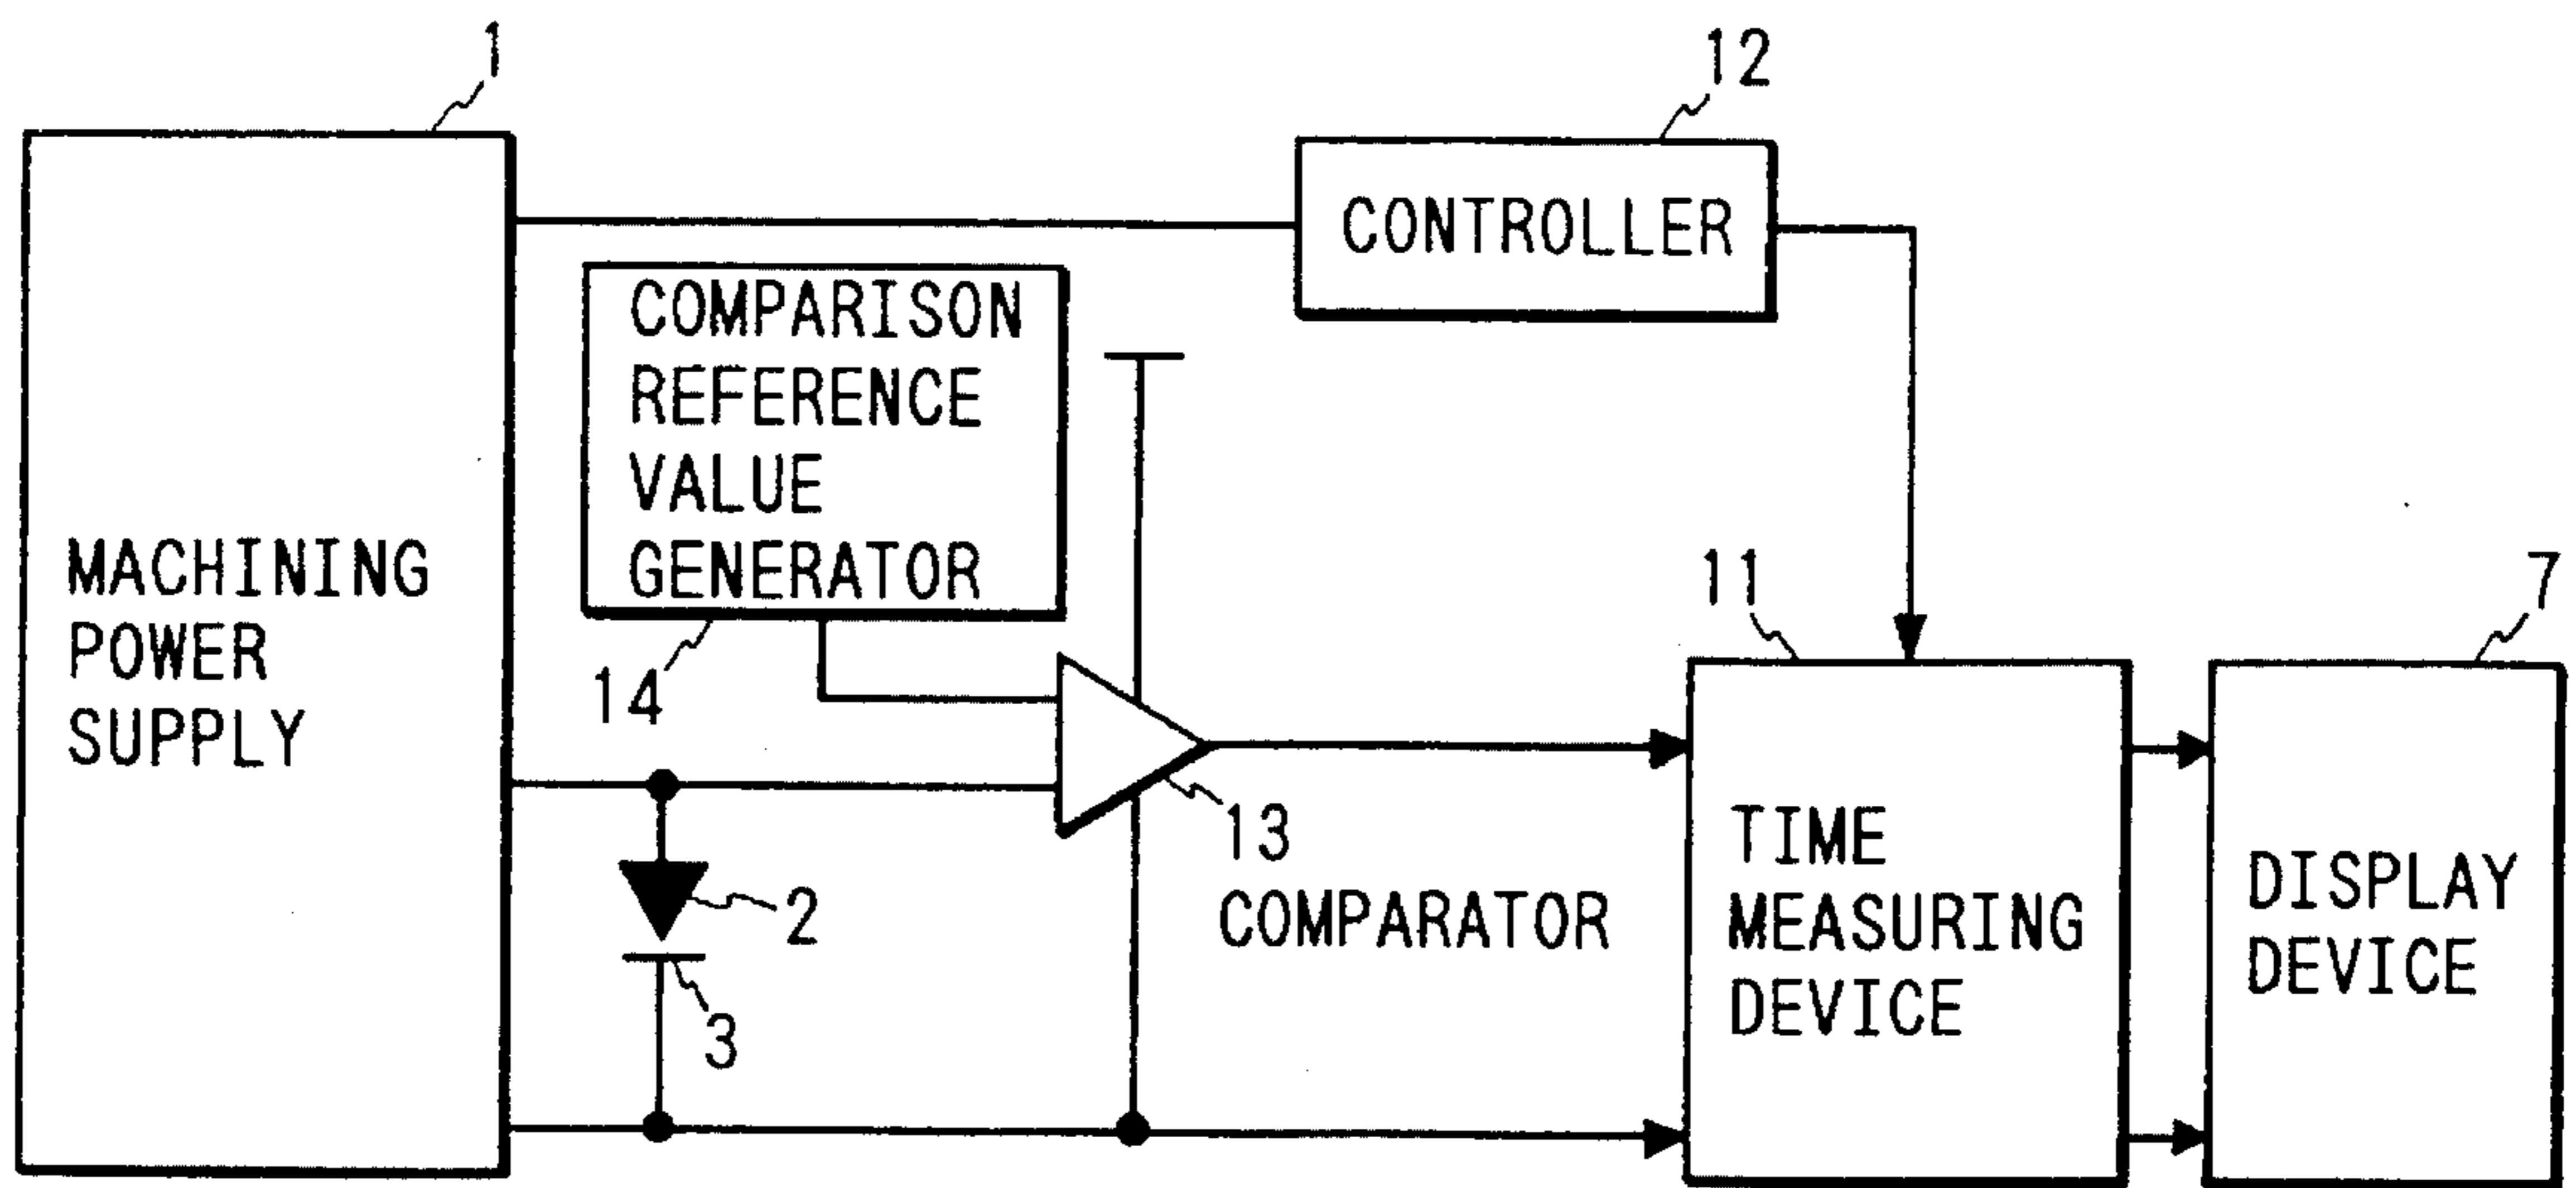 1
12
CONTROLLER
COMPARISON
REFERENCE
VALUE
GENERATOR
MACHINING
POWER
SUPPLY
14
11
7
13
COMPARATOR
2
3
TIME
MEASURING
DEVICE
DISPLAY
DEVICE